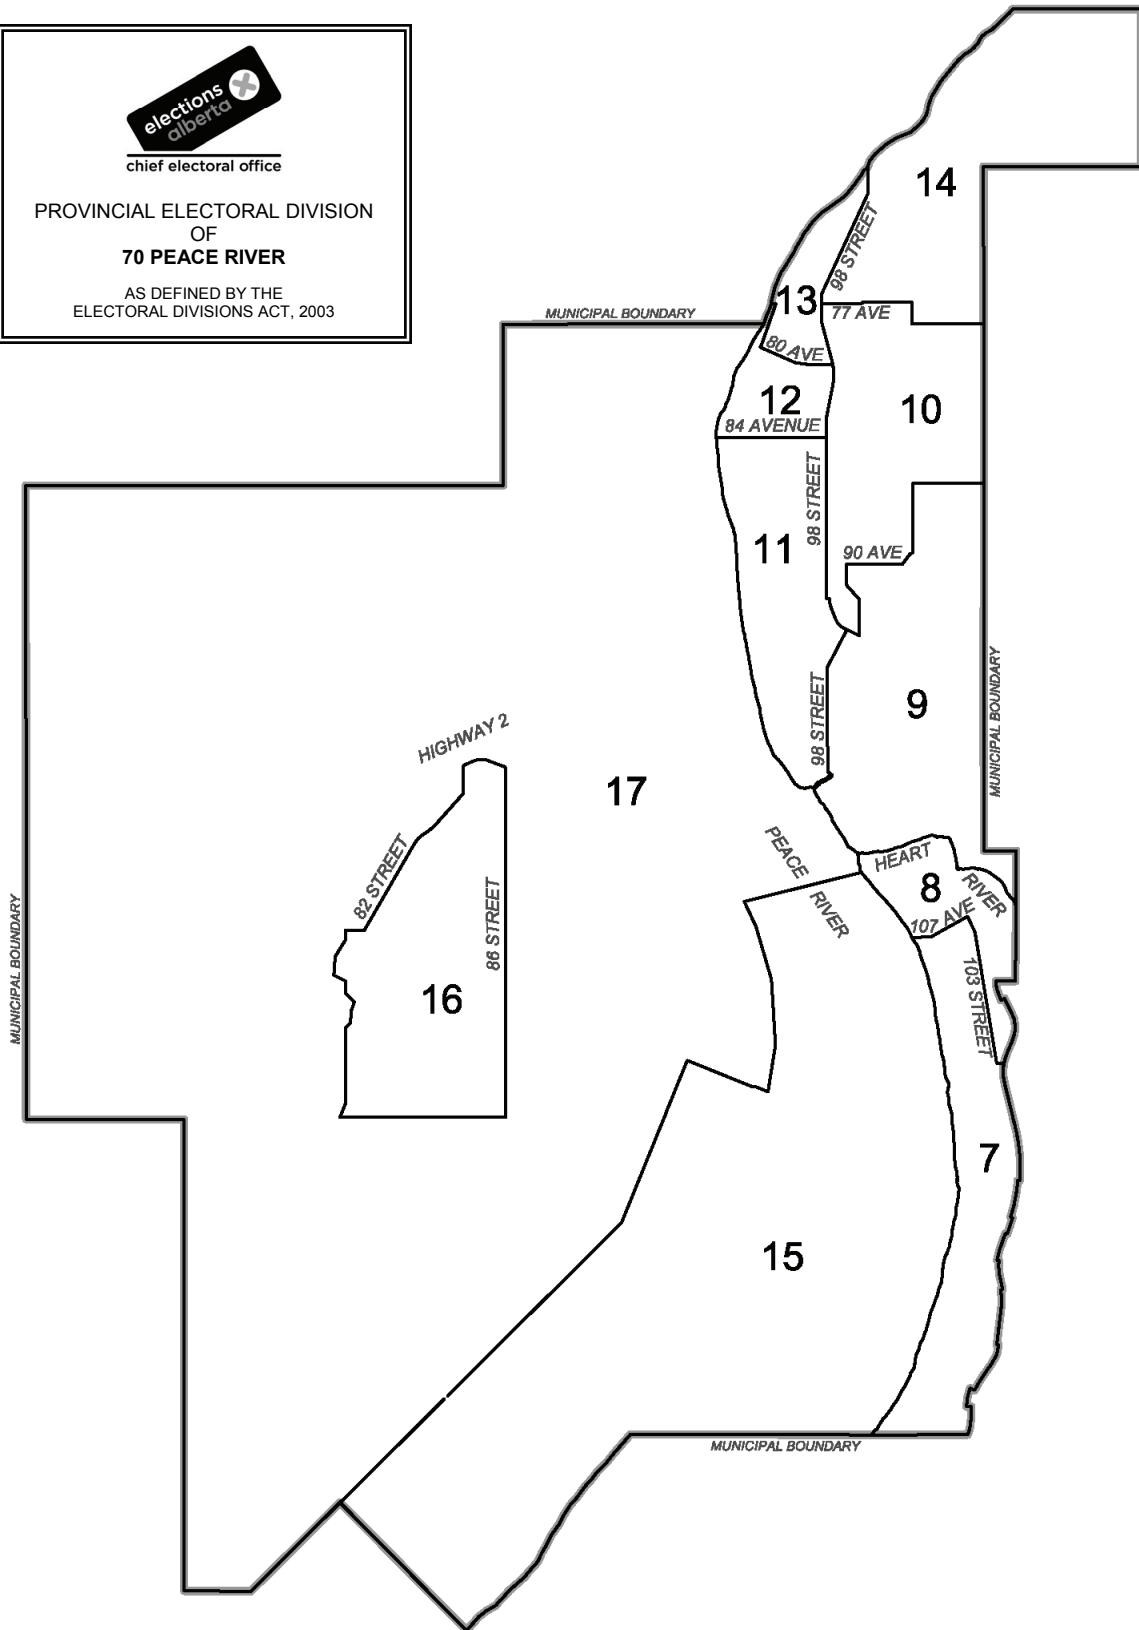 elections
alberta
chief electoral office
PROVINCIAL ELECTORAL DIVISION
OF
70 PEACE RIVER
AS DEFINED BY THE
ELECTORAL DIVISIONS ACT, 2003
14
98 STREET
13
MUNICIPAL BOUNDARY
77 AVE
80 AVE
12
10
84 AVENUE
98 STREET
11
90 AVE
9
MUNICIPAL BOUNDARY
98 STREET
HIGHWAY 2
17
PEACE
RIVER
HEART
RIVER
8
82 STREET
107 AVE
86 STREET
MUNICIPAL BOUNDARY
16
103 STREET
7
15
MUNICIPAL BOUNDARY